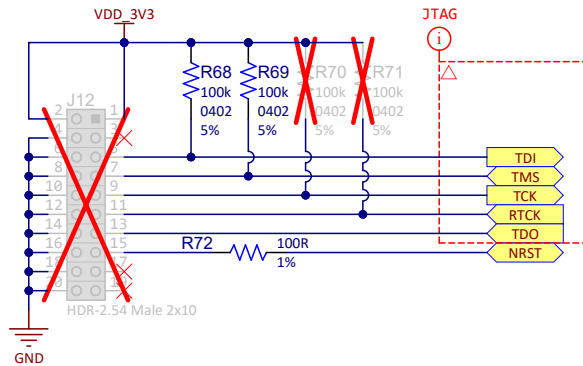 VDD_3V3
JTAG
i
R68
100k
0402
5%
R69
100k
0402
5%
R70
100k
0402
5%
R71
100k
0402
5%
J12
2
1
4
3
6
5
8
7
10
9
12
11
14
13
16
15
18
17
20
TDI
TMS
TCK
RTCK
TDO
NRST
R72
100R
1%
HDR-2.54 Male 2x10
GND